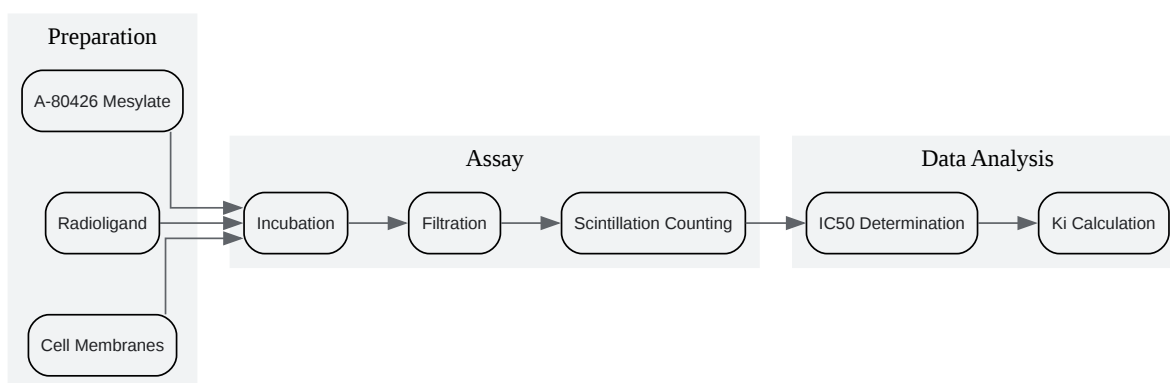 Preparation
A-80426 Mesylate
Radioligand
Cell Membranes
Assay
Incubation
Filtration
Scintillation Counting
Data Analysis
IC50 Determination
Ki Calculation